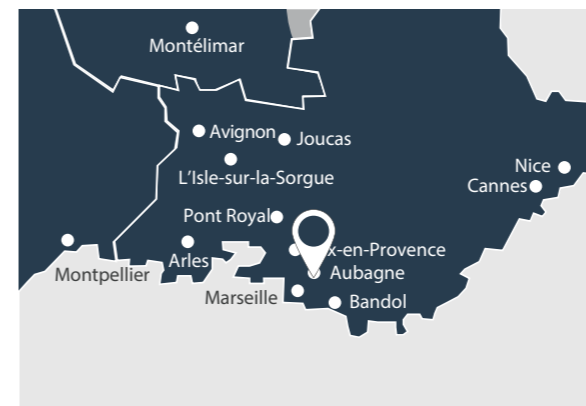 Montélimar
Avignon
Joucas
L'Isle-sur-la-Sorgue
Nice
Cannes
Pont Royal
x-en-Provence
Aubagne
Arles
Montpellier
Marseille
Bandol